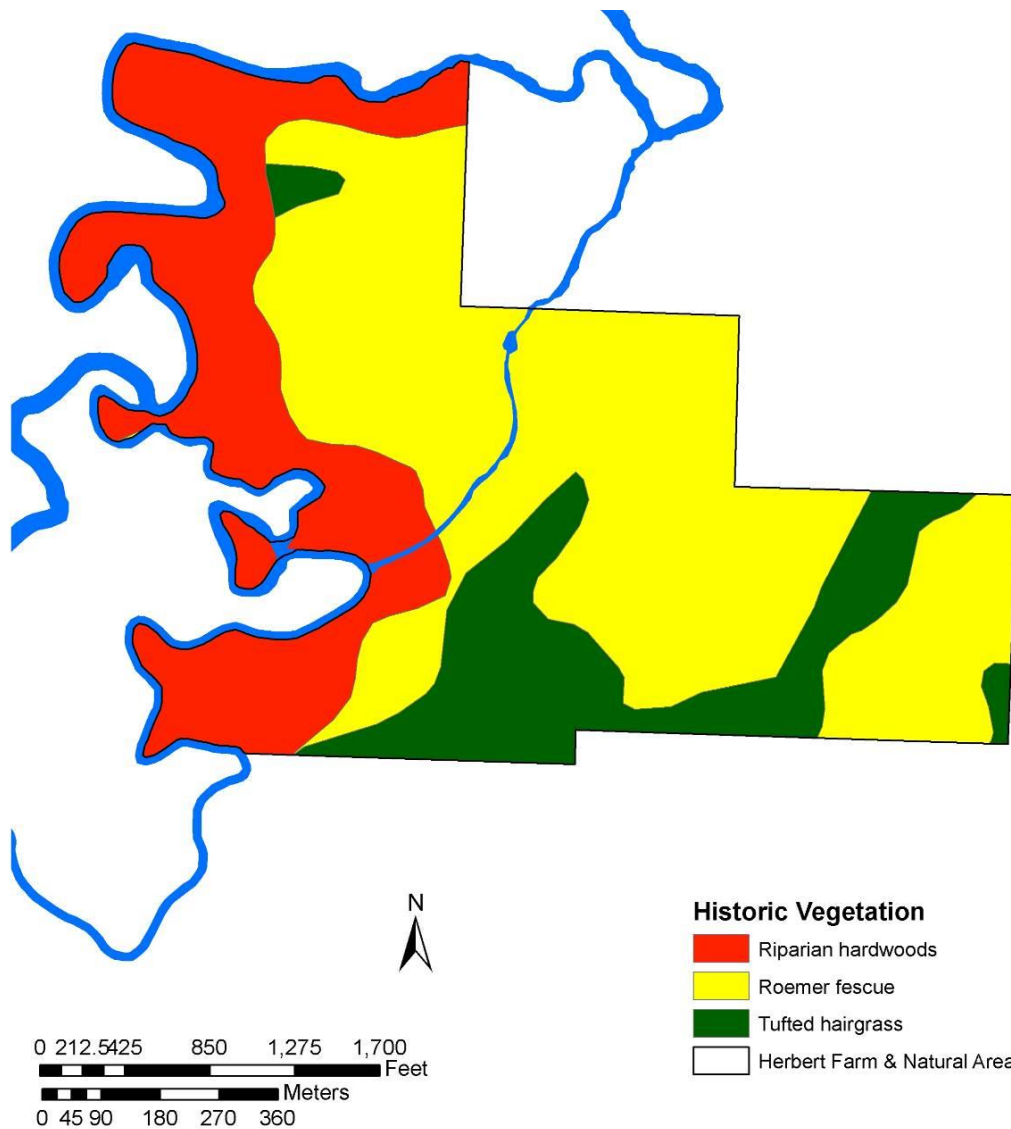 N
Historic Vegetation
Riparian hardwoods
Roemer fescue
Tufted hairgrass
Herbert Farm & Natural Area
0 212.5425 850 1,275 1,700
Feet
Meters
0 45 90 180 270 360